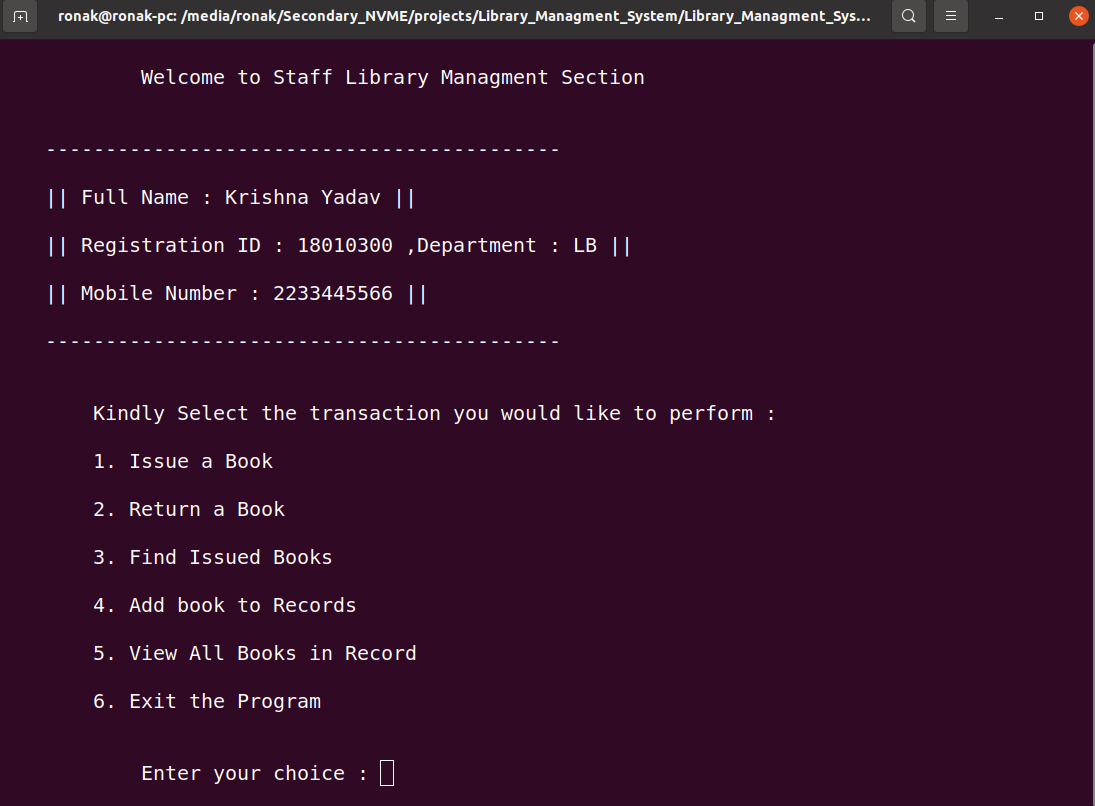 ronak@ronak-pc: /media/ronak/Secondary_NVME/projects/Library_Managment_System/Library_Managment_Sys...
Welcome to Staff Library Managment Section
-------------------------------------------
|| Full Name : Krishna Yadav ||
|| Registration ID : 18010300 ,Department : LB ||
|| Mobile Number : 2233445566 ||
-------------------------------------------
Kindly Select the transaction you would like to perform :
1. Issue a Book
2. Return a Book
3. Find Issued Books
4. Add book to Records
5. View All Books in Record
6. Exit the Program
Enter your choice :